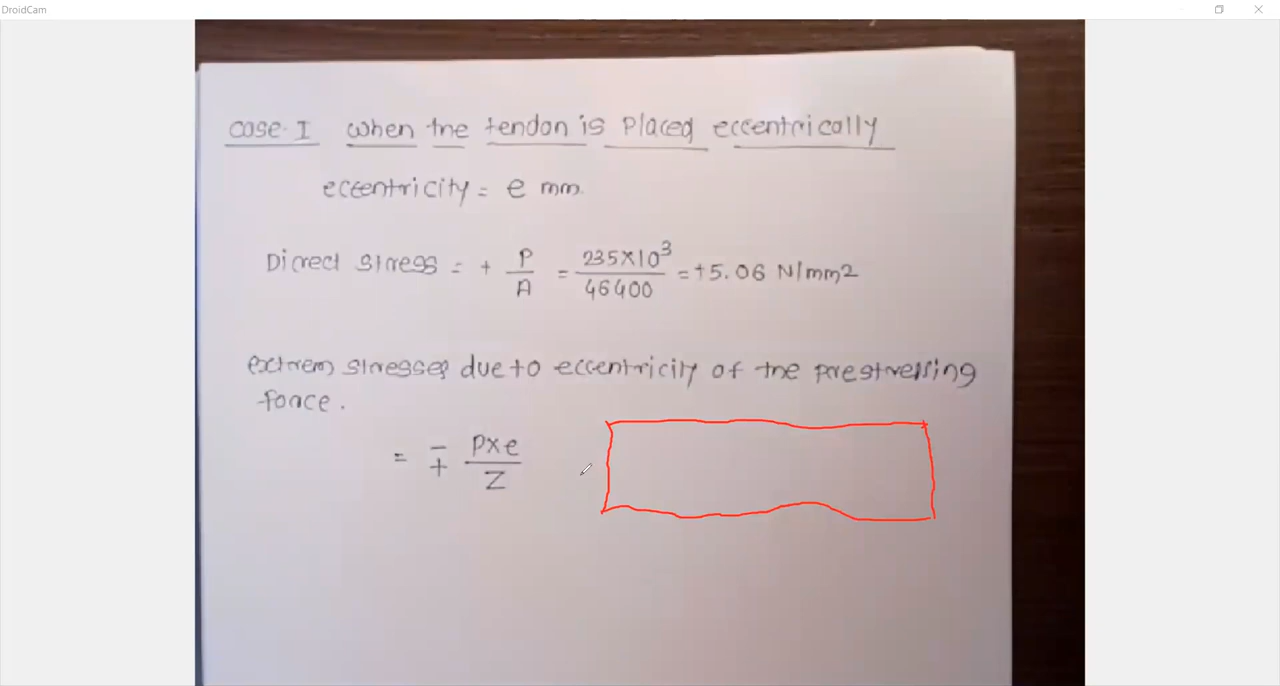 DroidCam
case-I when the tendon is placed eccentrically
eccentricity = e mm.
Direct stress = + P/A = 235×10³/46400 = +5.06 N/mm2
extrem stresses due to eccentricity of the prestressing
force.
= ∓ P×e/Z